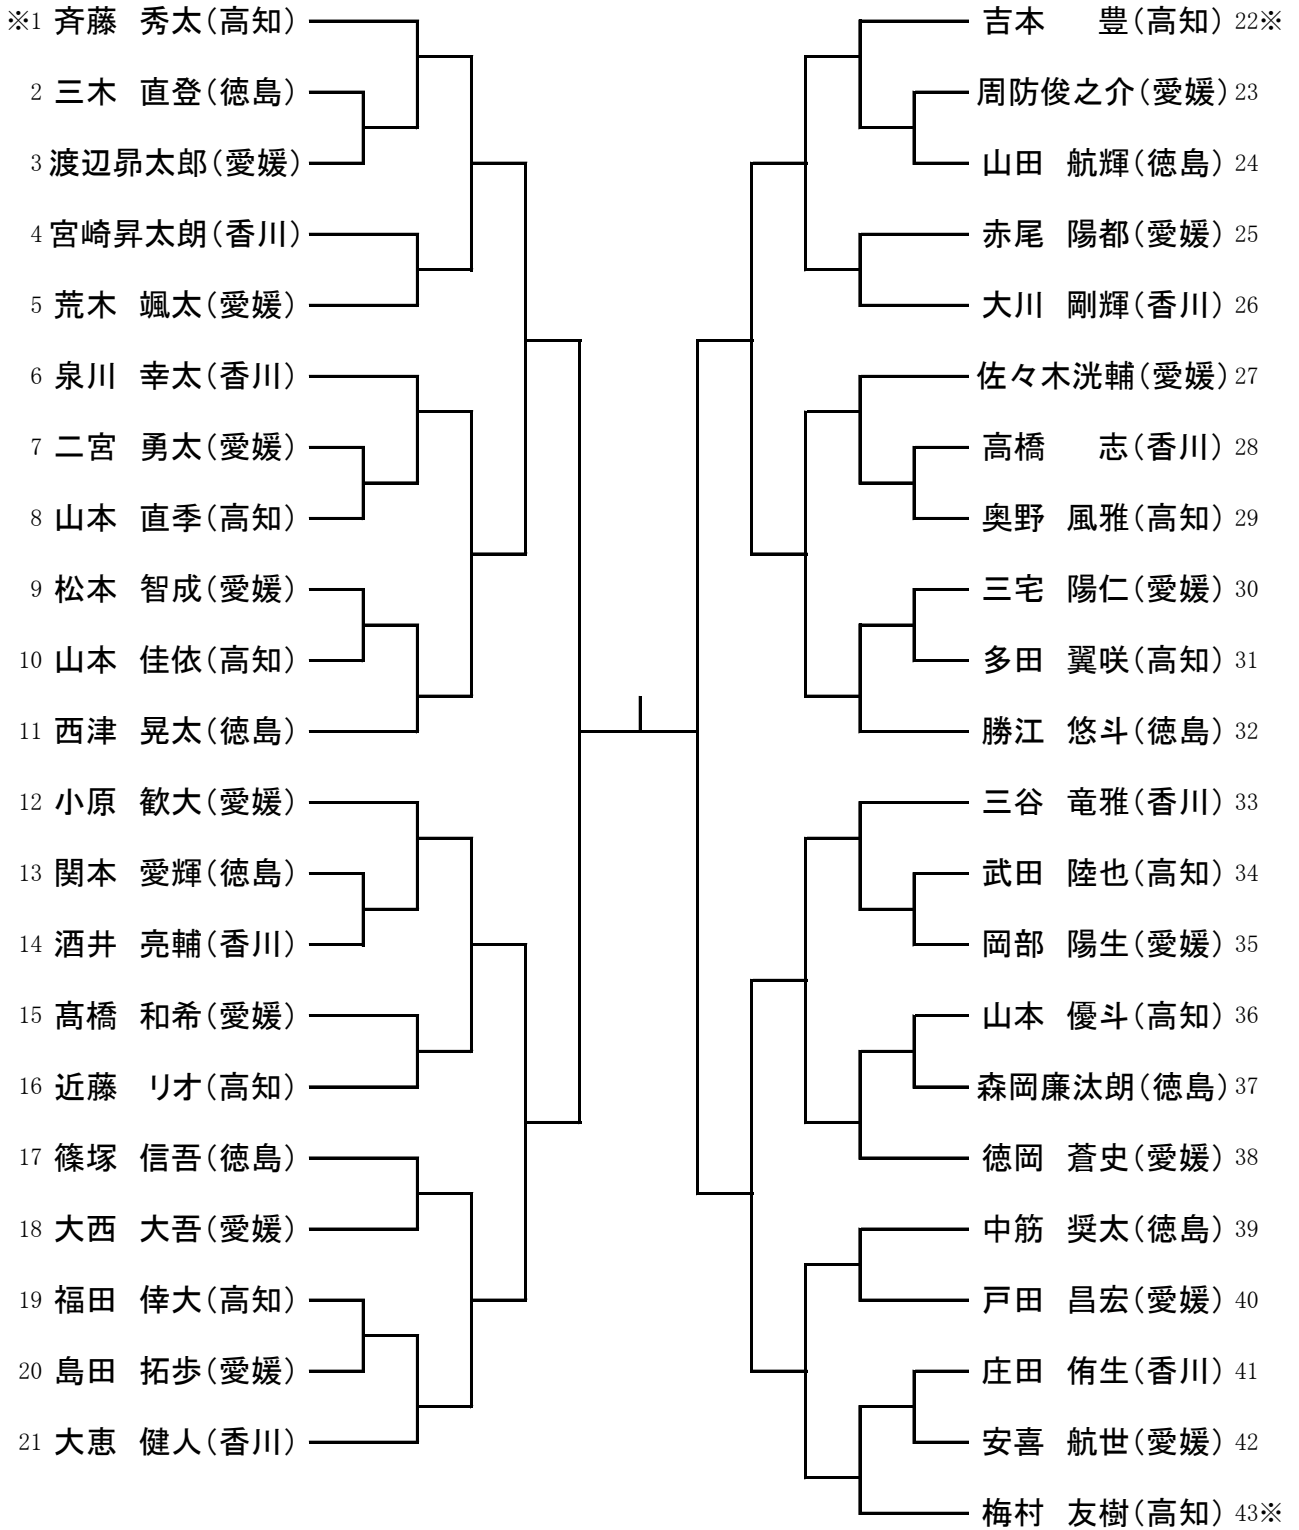 ※1 斉藤 秀太(高知)
2 三木 直登(徳島)
3 渡辺昴太郎(愛媛)
4 宮崎昇太朗(香川)
5 荒木 颯太(愛媛)
6 泉川 幸太(香川)
7 二宮 勇太(愛媛)
8 山本 直季(高知)
9 松本 智成(愛媛)
10 山本 佳依(高知)
11 西津 晃太(徳島)
12 小原 歓大(愛媛)
13 関本 愛輝(徳島)
14 酒井 亮輔(香川)
15 髙橋 和希(愛媛)
16 近藤 リオ(高知)
17 篠塚 信吾(徳島)
18 大西 大吾(愛媛)
19 福田 倖大(高知)
20 島田 拓歩(愛媛)
21 大恵 健人(香川)
吉本 豊(高知) 22※
周防俊之介(愛媛) 23
山田 航輝(徳島) 24
赤尾 陽都(愛媛) 25
大川 剛輝(香川) 26
佐々木洸輔(愛媛) 27
高橋 志(香川) 28
奥野 風雅(高知) 29
三宅 陽仁(愛媛) 30
多田 翼咲(高知) 31
勝江 悠斗(徳島) 32
三谷 竜雅(香川) 33
武田 陸也(高知) 34
岡部 陽生(愛媛) 35
山本 優斗(高知) 36
森岡廉汰朗(徳島) 37
徳岡 蒼史(愛媛) 38
中筋 奨太(徳島) 39
戸田 昌宏(愛媛) 40
庄田 侑生(香川) 41
安喜 航世(愛媛) 42
梅村 友樹(高知) 43※